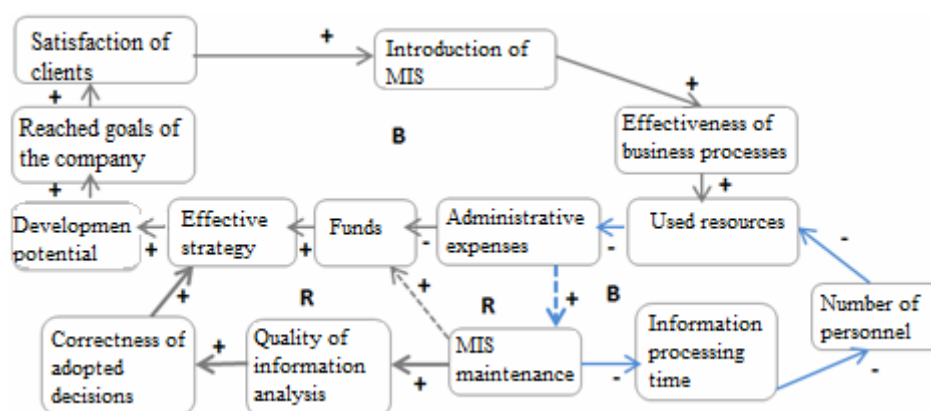 Satisfaction of
clients
+
Introduction of
MIS
+
+
Reached goals of
the company
B
Effectiveness of
business processes
+
+
Developmen
potential
+
Effective
strategy
+
Funds
-
Administrative
expenses
-
Used resources
-
+
+
R
R
+
B
Number of
personnel
Correctness of
adopted
decisions
+
Quality of
information
analysis
+
MIS
maintenance
-
Information
processing
time
-